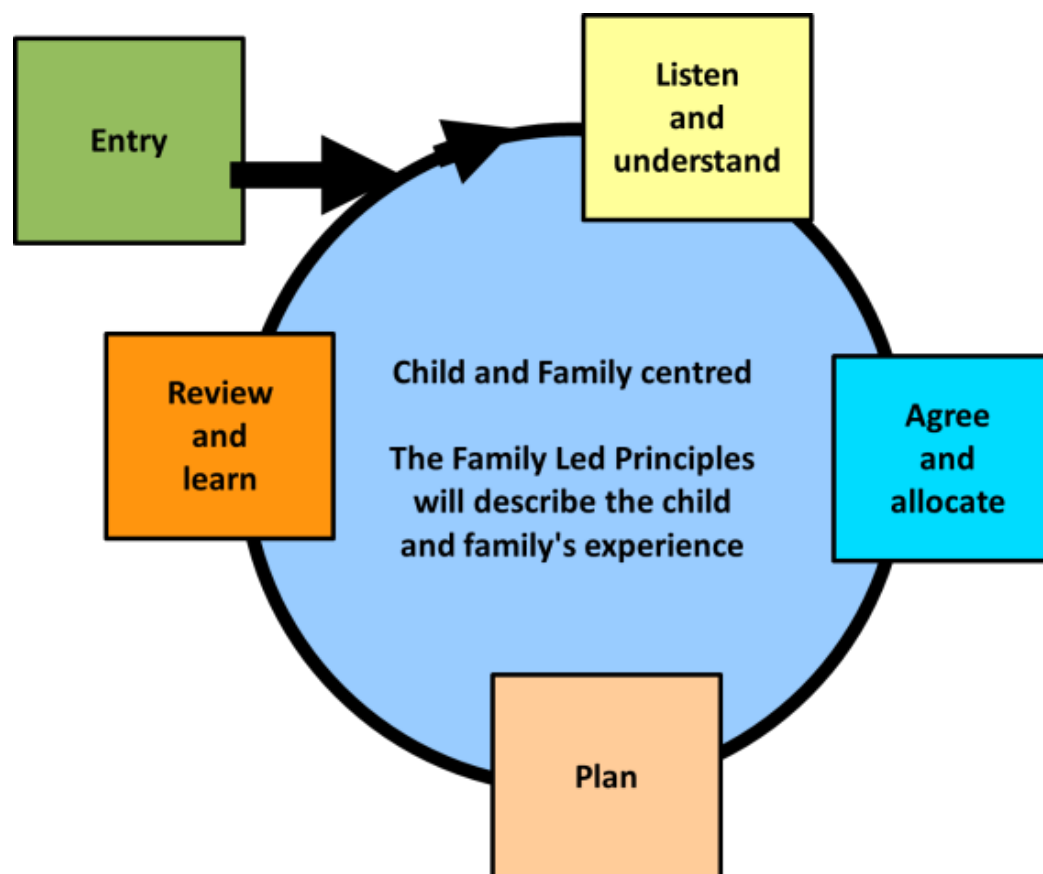 Entry
Listen
and
understand
Child and Family centred
The Family Led Principles
will describe the child
and family's experience
Agree
and
allocate
Plan
Review
and
learn